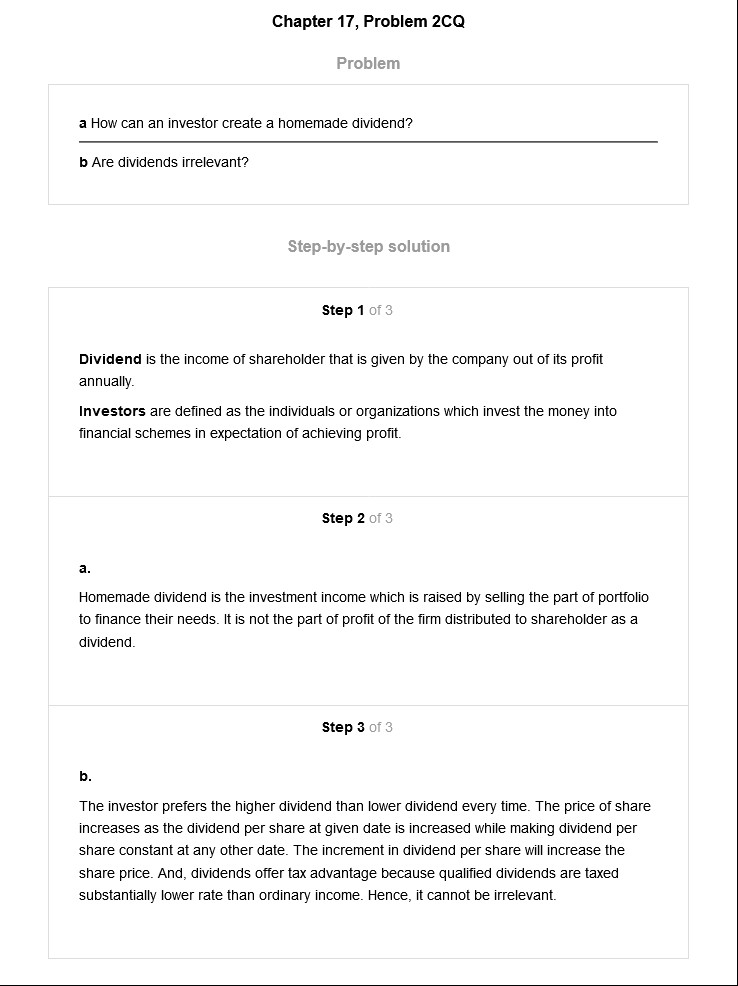 Chapter 17, Problem 2CQ
Problem
a How can an investor create a homemade dividend?
b Are dividends irrelevant?
Step-by-step solution
Step 1 of 3
Dividend is the income of shareholder that is given by the company out of its profit
annually.
Investors are defined as the individuals or organizations which invest the money into
financial schemes in expectation of achieving profit.
Step 2 of 3
a.
Homemade dividend is the investment income which is raised by selling the part of portfolio
to finance their needs. It is not the part of profit of the firm distributed to shareholder as a
dividend.
Step 3 of 3
b.
The investor prefers the higher dividend than lower dividend every time. The price of share
increases as the dividend per share at given date is increased while making dividend per
share constant at any other date. The increment in dividend per share will increase the
share price. And, dividends offer tax advantage because qualified dividends are taxed
substantially lower rate than ordinary income. Hence, it cannot be irrelevant.